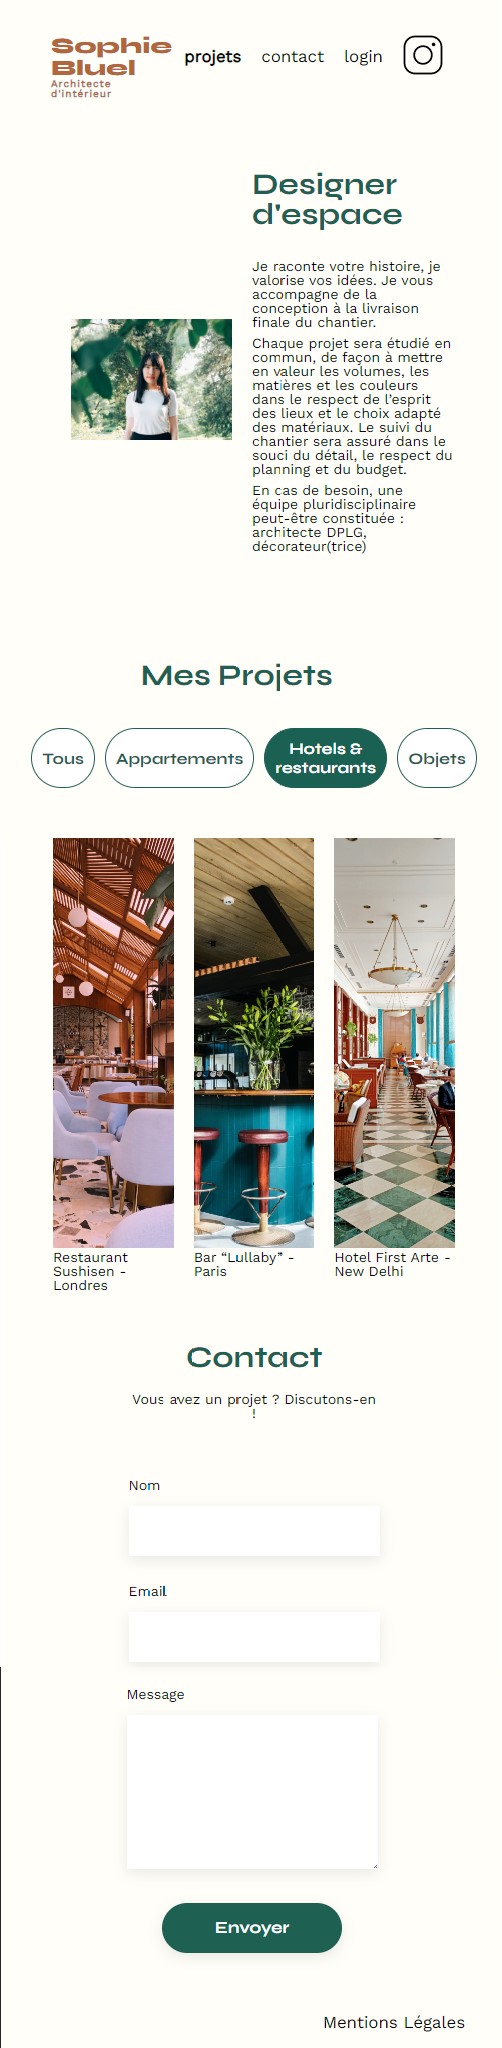 Sophie
Bluel
Architecte
d'intérieur
projets
contact
login
Designer
d'espace
Je raconte votre histoire, je
valorise vos idées. Je vous
accompagne de la
conception à la livraison
finale du chantier.
Chaque projet sera étudié en
commun, de façon à mettre
en valeur les volumes, les
matières et les couleurs
dans le respect de l'esprit
des lieux et le choix adapté
des matériaux. Le suivi du
chantier sera assuré dans le
souci du détail, le respect du
planning et du budget.
En cas de besoin, une
équipe pluridisciplinaire
peut-être constituée :
architecte DPLG,
décorateur(trice)
Mes Projets
Tous
Appartements
Hotels &
restaurants
Objets
Restaurant
Sushisen -
Londres
Bar “Lullaby” -
Paris
Hotel First Arte -
New Delhi
Contact
Vous avez un projet ? Discutons-en
!
Nom
Email
Message
Envoyer
Mentions Légales